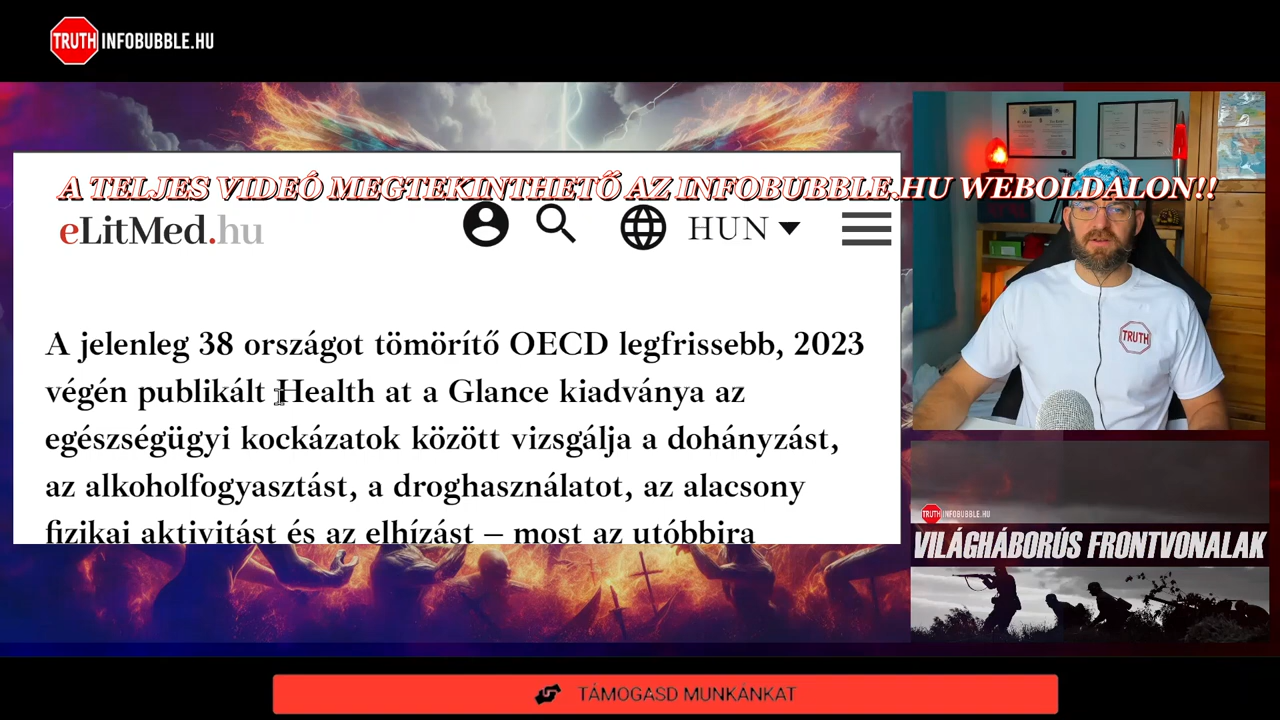 TRUTH INFOBUBBLE.HU
A TELJES VIDEÓ MEGTEKINTHETŐ AZ INFOBUBBLE.HU WEBOLDALON!!
eLitMed.hu
HUN
A jelenleg 38 országot tömörítő OECD legfrissebb, 2023
végén publikált Health at a Glance kiadványa az
egészségügyi kockázatok között vizsgálja a dohányzást,
az alkoholfogyasztást, a droghasználatot, az alacsony
fizikai aktivitást és az elhízást – most az utóbbira
TRUTH
TRUTH INFOBUBBLE.HU
VILÁGHÁBORÚS FRONTVONALAK
TÁMOGASD MUNKÁNKAT